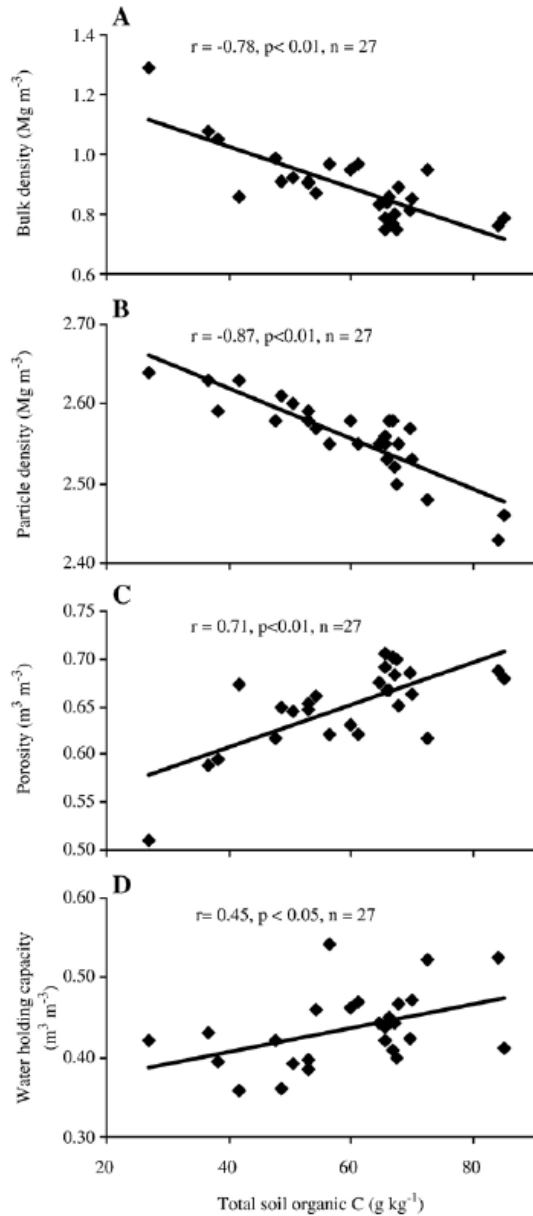 A
r = -0.78, p< 0.01, n = 27
1.4
1.2
1.0
0.8
0.6
Bulk density (Mg m⁻³)
B
r = -0.87, p<0.01, n = 27
2.70
2.60
2.50
2.40
Particle density (Mg m⁻³)
C
r = 0.71, p<0.01, n =27
0.75
0.70
0.65
0.60
0.55
0.50
Porosity (m³ m⁻³)
D
r= 0.45, p < 0.05, n = 27
0.60
0.50
0.40
0.30
Water holding capacity
(m³ m⁻³)
20 40 60 80
Total soil organic C (g kg⁻¹)